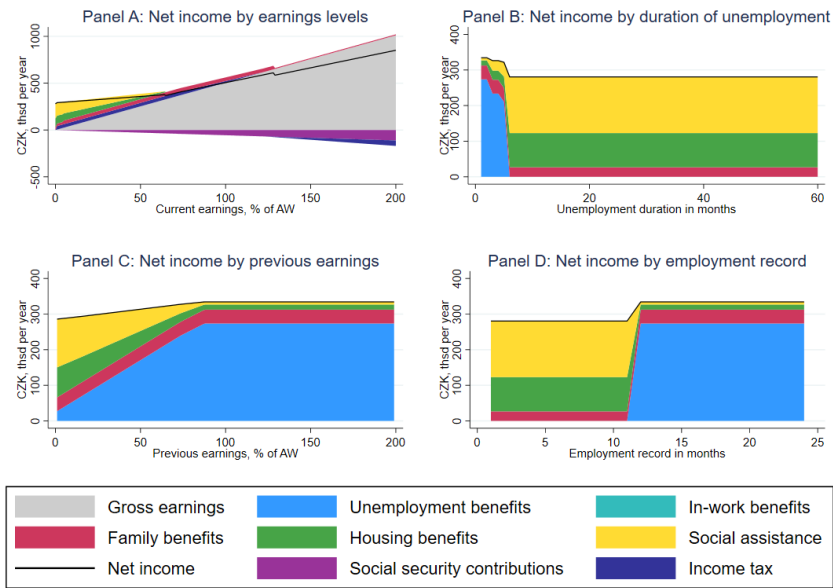 Panel A: Net income by earnings levels
CZK, thsd per year
1000
500
0
-500
0
50
100
150
200
Current earnings, % of AW
Panel B: Net income by duration of unemployment
CZK, thsd per year
400
300
200
100
0
0
20
40
60
Unemployment duration in months
Panel C: Net income by previous earnings
CZK, thsd per year
400
300
200
100
0
0
50
100
150
200
Previous earnings, % of AW
Panel D: Net income by employment record
CZK, thsd per year
400
300
200
100
0
0
5
10
15
20
25
Employment record in months
Gross earnings
Unemployment benefits
In-work benefits
Family benefits
Housing benefits
Social assistance
Net income
Social security contributions
Income tax